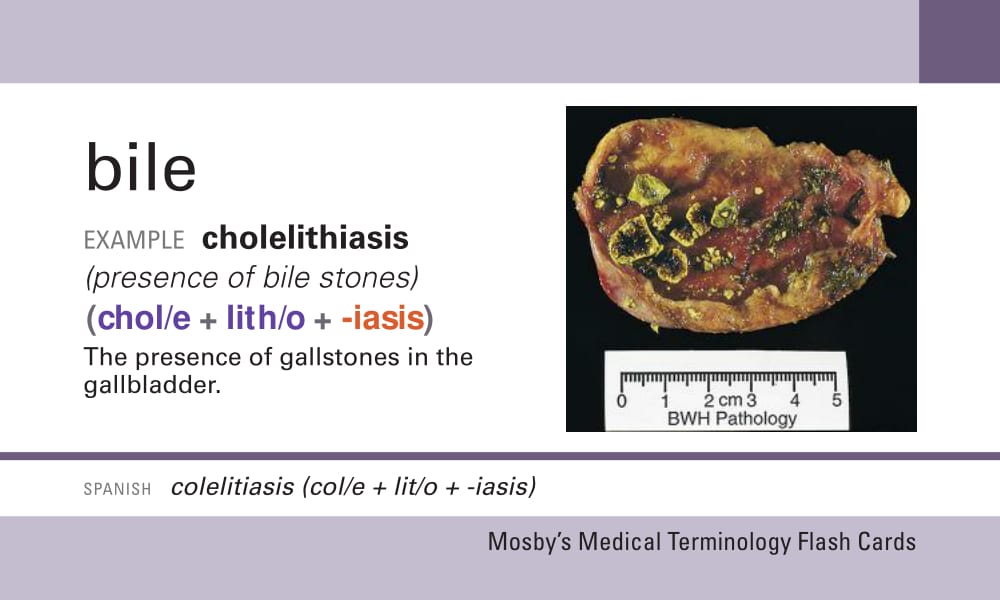 bile
EXAMPLE cholelithiasis
(presence of bile stones)
(chol/e + lith/o + -iasis)
The presence of gallstones in the
gallbladder.
0 1 2 cm 3 4 5
BWH Pathology
SPANISH colelitiasis (col/e + lit/o + -iasis)
Mosby's Medical Terminology Flash Cards